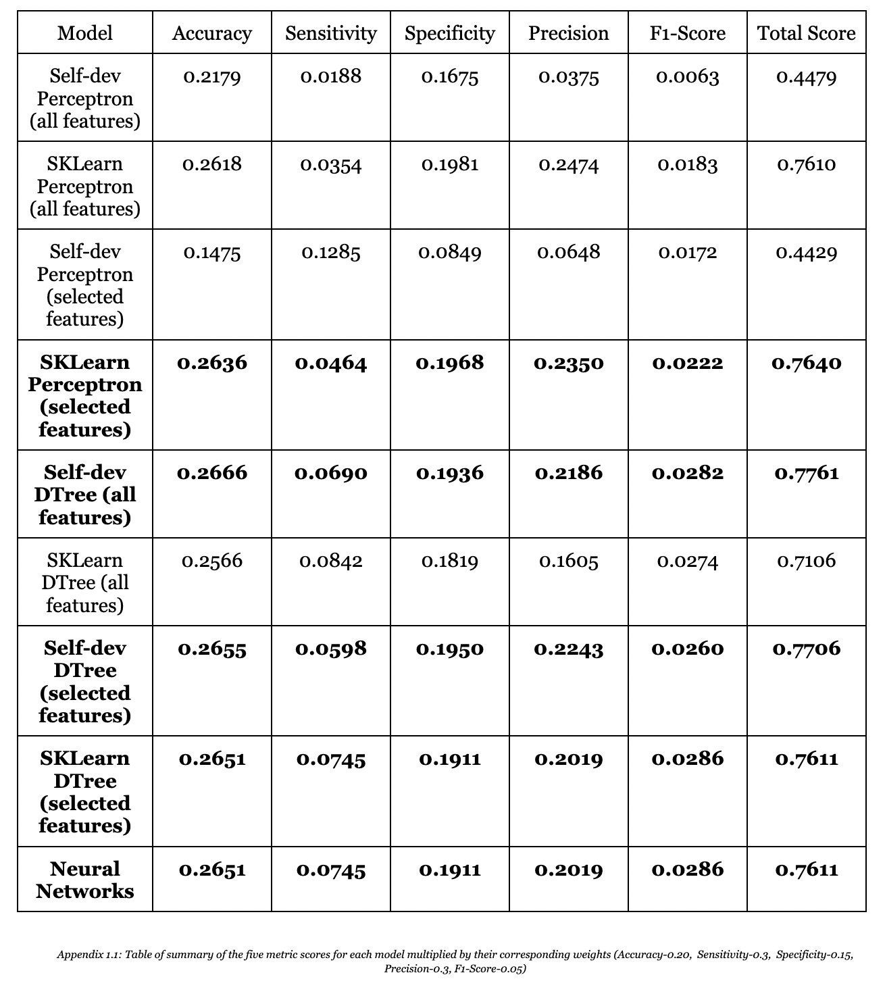 Model Accuracy Sensitivity Specificity Precision F1-Score Total Score
Self-dev 0.2179 0.0188 0.1675 0.0375 0.0063 0.4479
Perceptron
(all features)
SKLearn 0.2618 0.0354 0.1981 0.2474 0.0183 0.7610
Perceptron
(all features)
Self-dev 0.1475 0.1285 0.0849 0.0648 0.0172 0.4429
Perceptron
(selected
features)
SKLearn 0.2636 0.0464 0.1968 0.2350 0.0222 0.7640
Perceptron
(selected
features)
Self-dev 0.2666 0.0690 0.1936 0.2186 0.0282 0.7761
DTree (all
features)
SKLearn 0.2566 0.0842 0.1819 0.1605 0.0274 0.7106
DTree (all
features)
Self-dev 0.2655 0.0598 0.1950 0.2243 0.0260 0.7706
DTree
(selected
features)
SKLearn 0.2651 0.0745 0.1911 0.2019 0.0286 0.7611
DTree
(selected
features)
Neural 0.2651 0.0745 0.1911 0.2019 0.0286 0.7611
Networks
Appendix 1.1: Table of summary of the five metric scores for each model multiplied by their corresponding weights (Accuracy-0.20, Sensitivity-0.3, Specificity-0.15,
Precision-0.3, F1-Score-0.05)